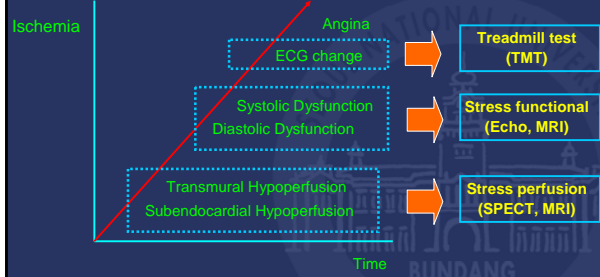 Ischemia
Angina
ECG change
Treadmill test
(TMT)
Systolic Dysfunction
Diastolic Dysfunction
Stress functional
(Echo, MRI)
Transmural Hypoperfusion
Subendocardial Hypoperfusion
Stress perfusion
(SPECT, MRI)
Time
BUNDANG